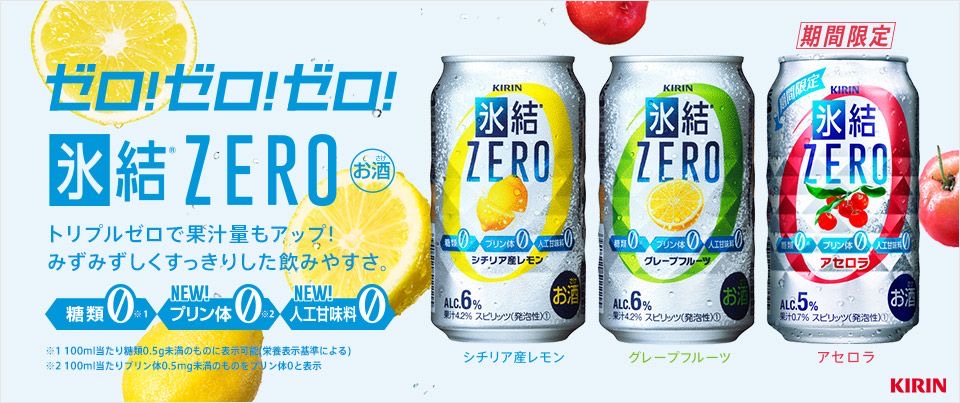 ゼロ!ゼロ!ゼロ!
氷結® ZERO
お酒
さけ
トリプルゼロで果汁量もアップ!
みずみずしくすっきりした飲みやすさ。
糖類0※1
NEW!
プリン体0※2
NEW!
人工甘味料0
※1 100ml当たり糖類0.5g未満のものに表示可能(栄養表示基準による)
※2 100ml当たりプリン体0.5mg未満のものをプリン体0と表示
KIRIN
氷結®
ZERO
糖類0 プリン体0 人工甘味料0
シチリア産レモン
お酒
ALC.6%
果汁4.2% スピリッツ(発泡性)①
シチリア産レモン
KIRIN
氷結®
ZERO
糖類0 プリン体0 人工甘味料0
グレープフルーツ
お酒
ALC.6%
果汁4.2% スピリッツ(発泡性)①
グレープフルーツ
期間限定
期間限定
KIRIN
氷結®
ZERO
糖類0 プリン体0 人工甘味料0
アセロラ
お酒
ALC.5%
果汁0.7% スピリッツ(発泡性)①
アセロラ
KIRIN